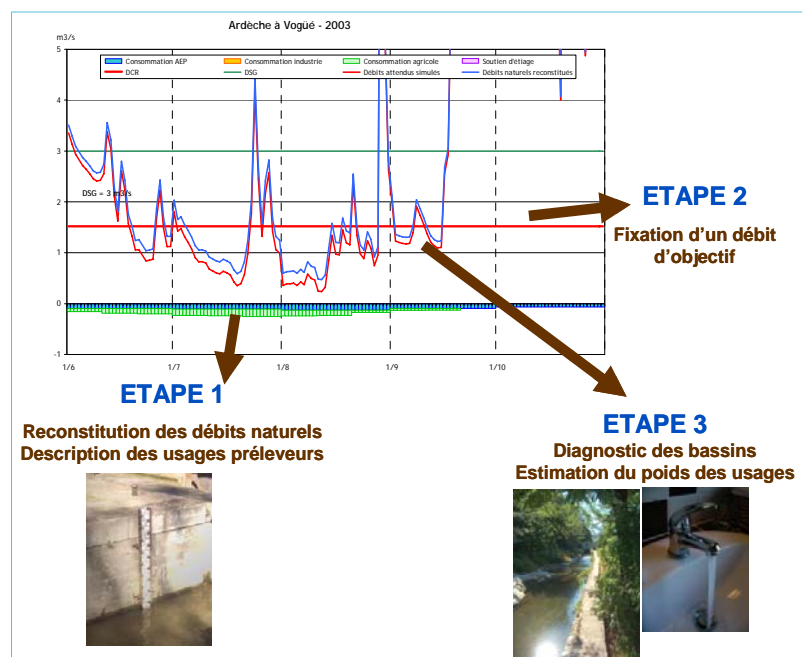 Ardèche à Vogüé - 2003
m3/s
5
Consommation AEP
Consommation industrie
Consommation agricole
Soutien d'étiage
DCR
DSG
Débits attendus simulés
Débits naturels reconstitués
4
3
2
DSG = 3 m3/s
1
0
-1
1/6
1/7
1/8
1/9
1/10
ETAPE 2
Fixation d'un débit
d'objectif
ETAPE 1
Reconstitution des débits naturels
Description des usages préleveurs
ETAPE 3
Diagnostic des bassins
Estimation du poids des usages